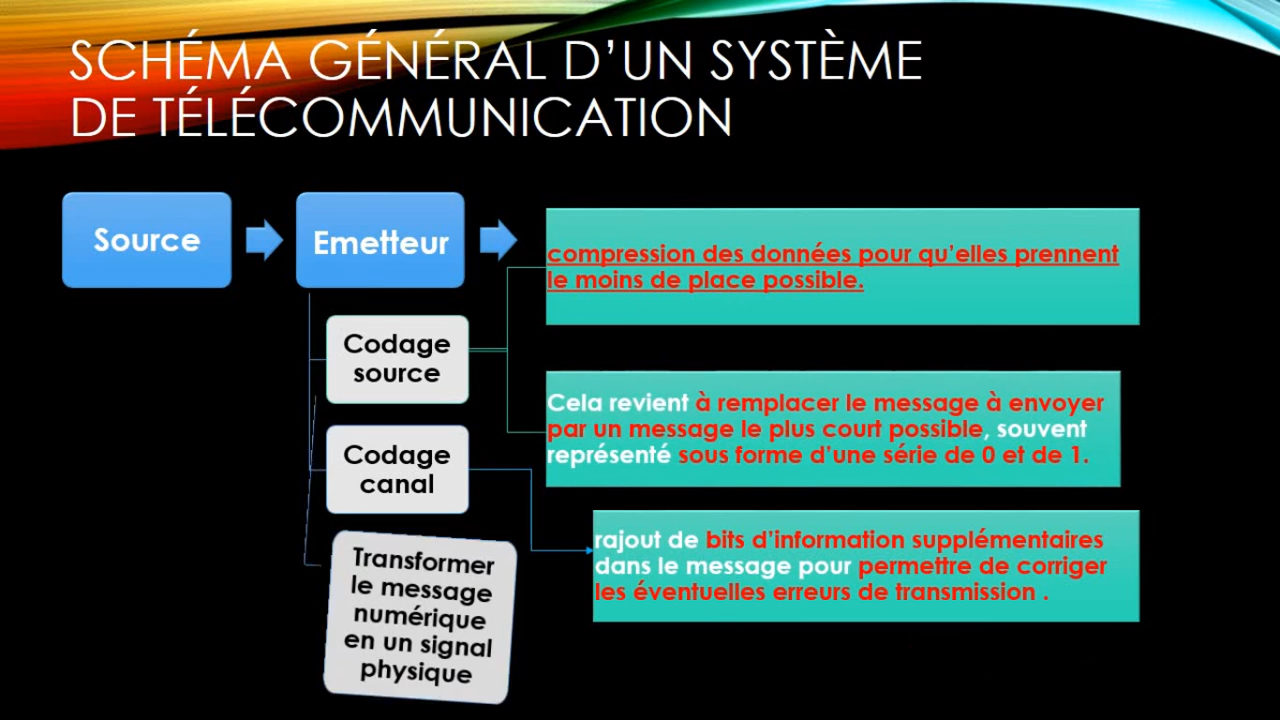 SCHÉMA GÉNÉRAL D’UN SYSTÈME
DE TÉLÉCOMMUNICATION
Source
Emetteur
compression des données pour qu’elles prennent
le moins de place possible.
Codage
source
Cela revient à remplacer le message à envoyer
par un message le plus court possible, souvent
représenté sous forme d’une série de 0 et de 1.
Codage
canal
rajout de bits d’information supplémentaires
dans le message pour permettre de corriger
les éventuelles erreurs de transmission .
Transformer
le message
numérique
en un signal
physique